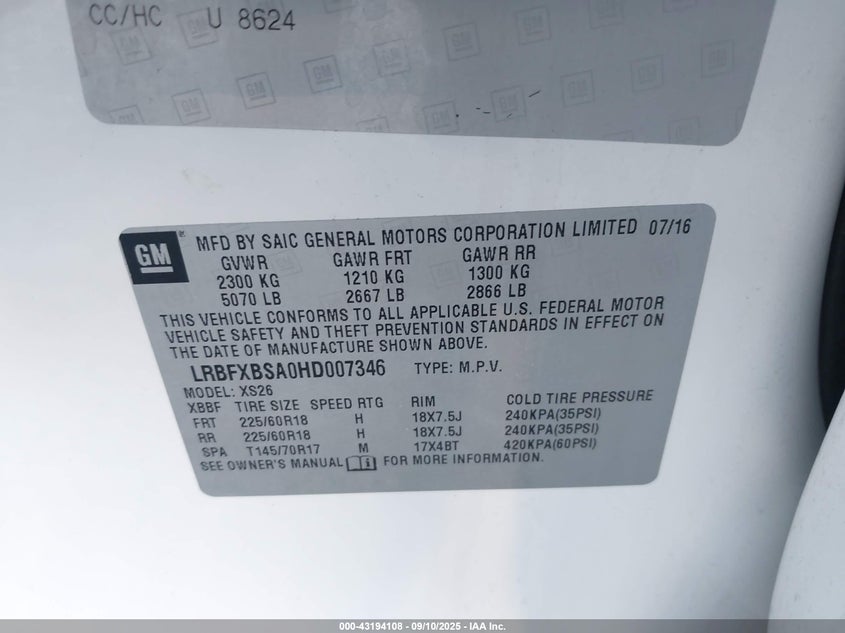 CC/HC U 8624
GM
GM MFD BY SAIC GENERAL MOTORS CORPORATION LIMITED 07/16
GVWR GAWR FRT GAWR RR
2300 KG 1210 KG 1300 KG
5070 LB 2667 LB 2866 LB
THIS VEHICLE CONFORMS TO ALL APPLICABLE U.S. FEDERAL MOTOR
VEHICLE SAFETY AND THEFT PREVENTION STANDARDS IN EFFECT ON
THE DATE OF MANUFACTURE SHOWN ABOVE.
LRBFXBSA0HD007346 TYPE: M.P.V.
MODEL: XS26
XBBF TIRE SIZE SPEED RTG RIM COLD TIRE PRESSURE
FRT 225/60R18 H 18X7.5J 240KPA(35PSI)
RR 225/60R18 H 18X7.5J 240KPA(35PSI)
SPA T145/70R17 M 17X4BT 420KPA(60PSI)
SEE OWNER'S MANUAL FOR MORE INFORMATION.
000-43194108 - 09/10/2025 - IAA Inc.